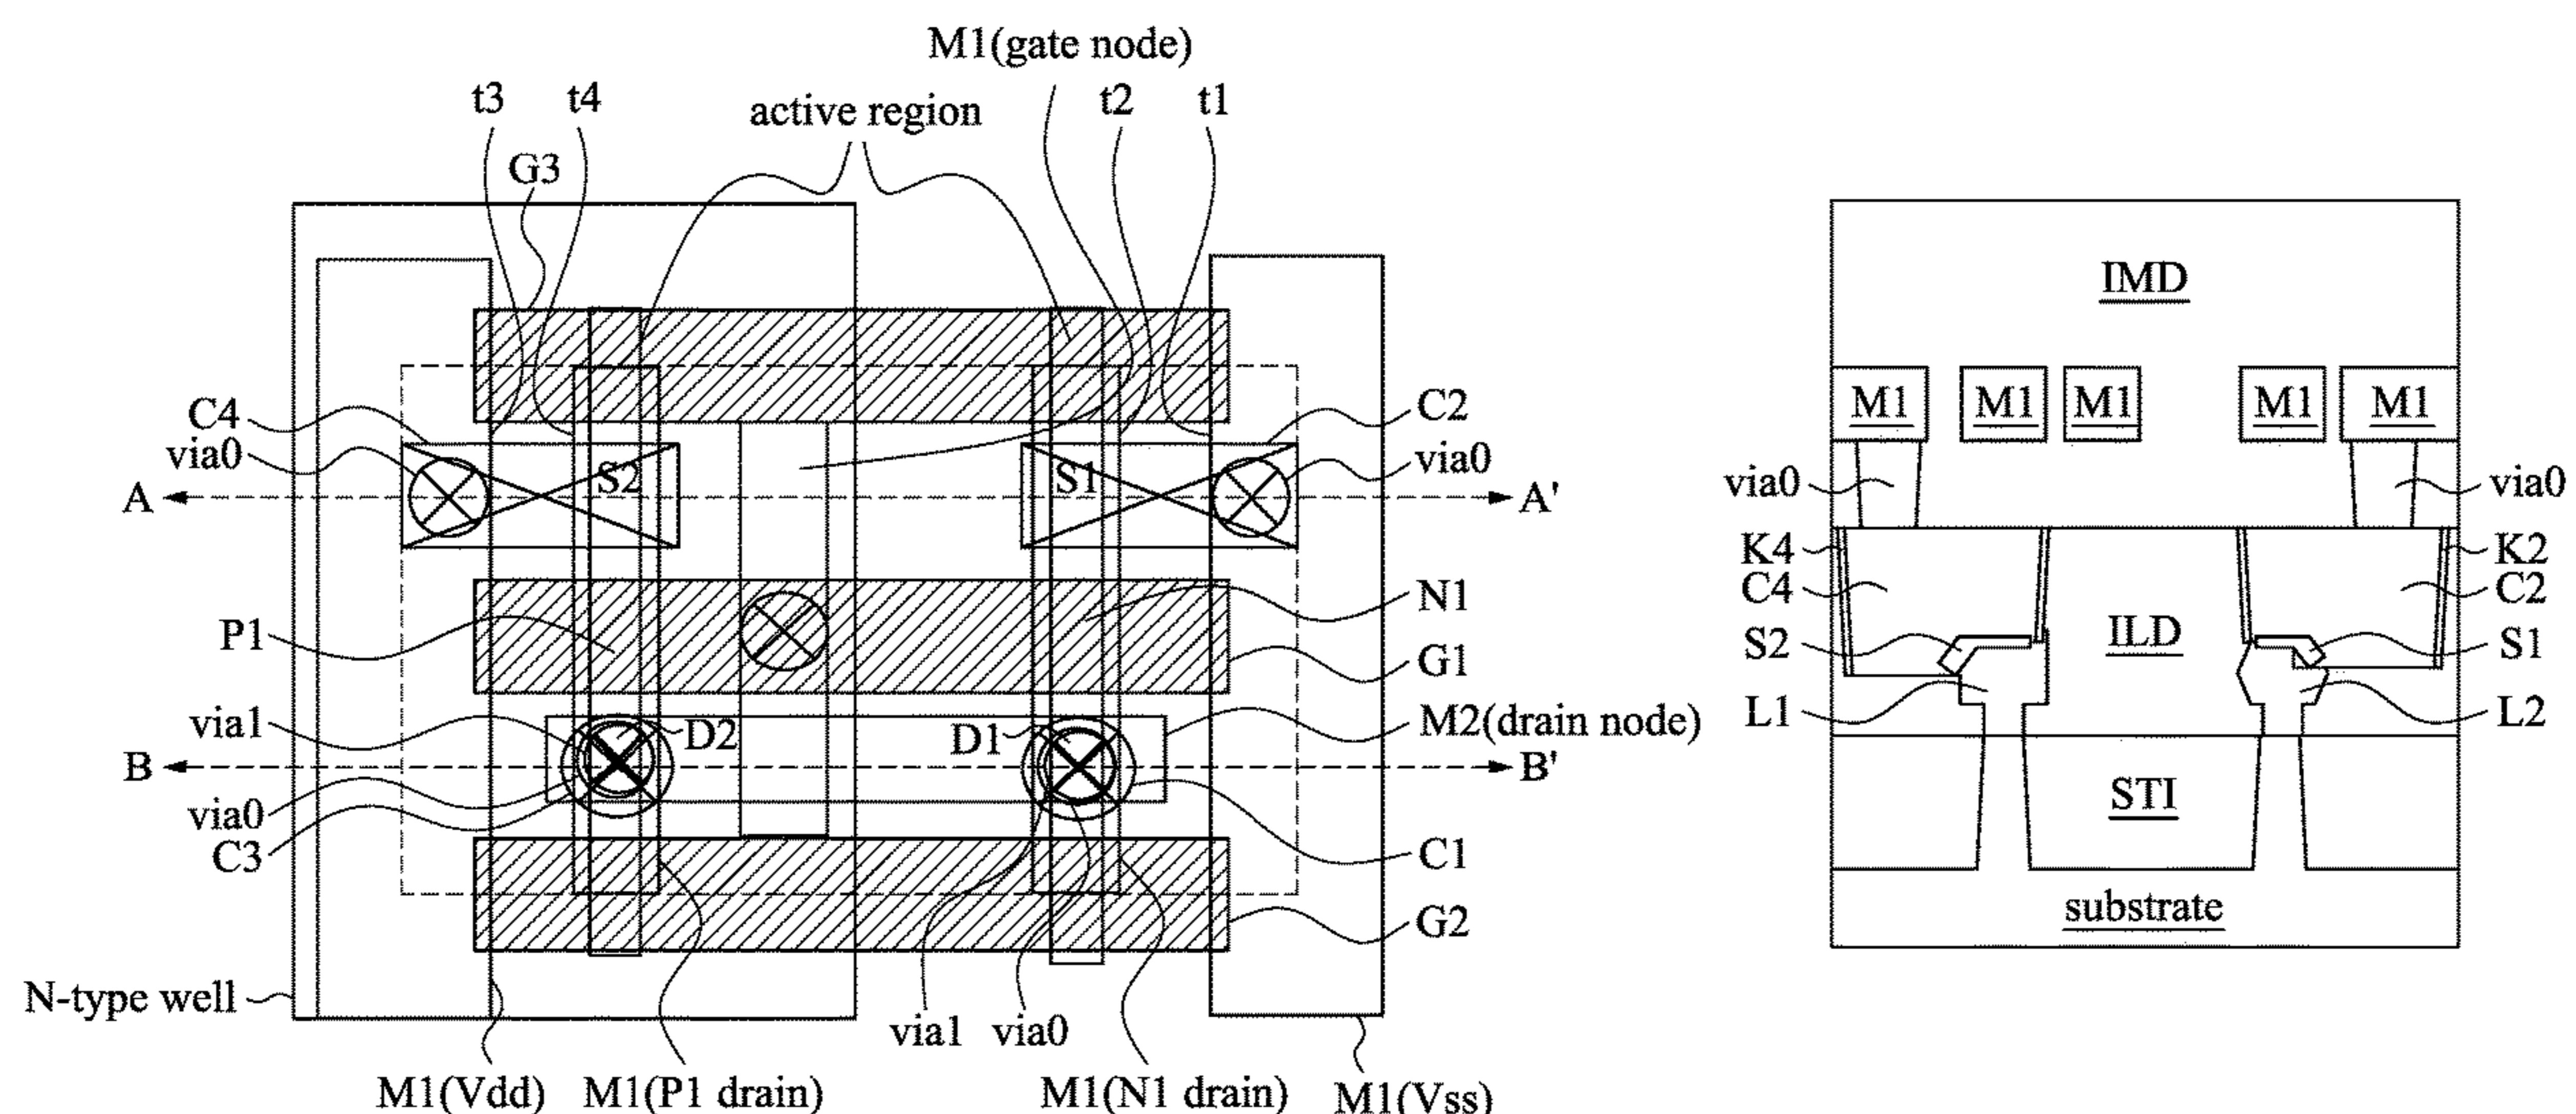 M1(gate node)
t3 t4 active region t2 t1
G3
C4 C2
via0 via0
S2 S1
A A'
P1 N1
G1
via1 D2 D1 M2(drain node)
B B'
via0
C3 C1
G2
N-type well via1 via0
M1(Vdd) M1(P1 drain) M1(N1 drain) M1(Vss)
IMD
M1 M1 M1 M1 M1
via0 via0
K4 K2
C4 C2
S2 ILD S1
L1 L2
STI
substrate